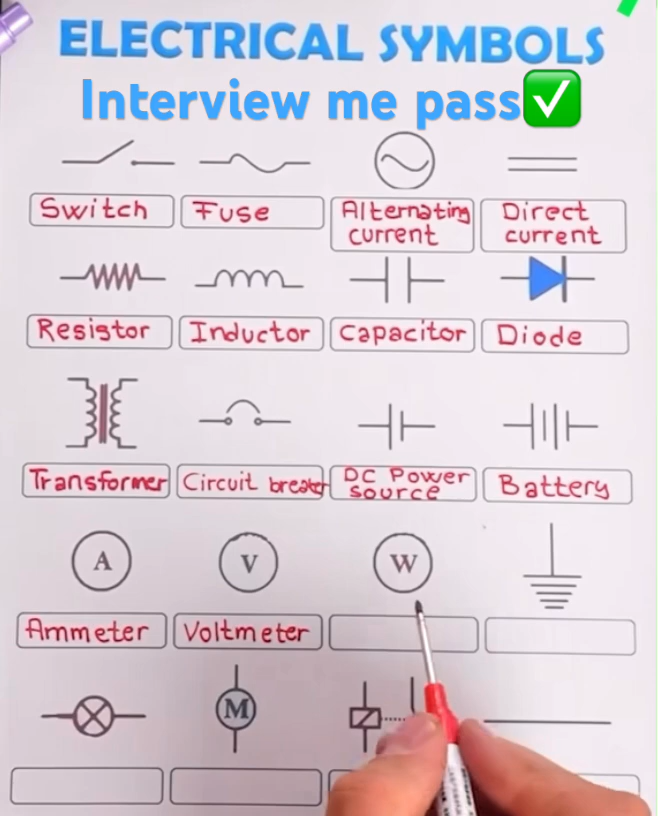 ELECTRICAL SYMBOLS
Interview me pass✅
Switch
Fuse
Alternating
current
Direct
current
Resistor
Inductor
Capacitor
Diode
Transformer
Circuit breaker
DC Power
source
Battery
A
V
W
Ammeter
Voltmeter
M